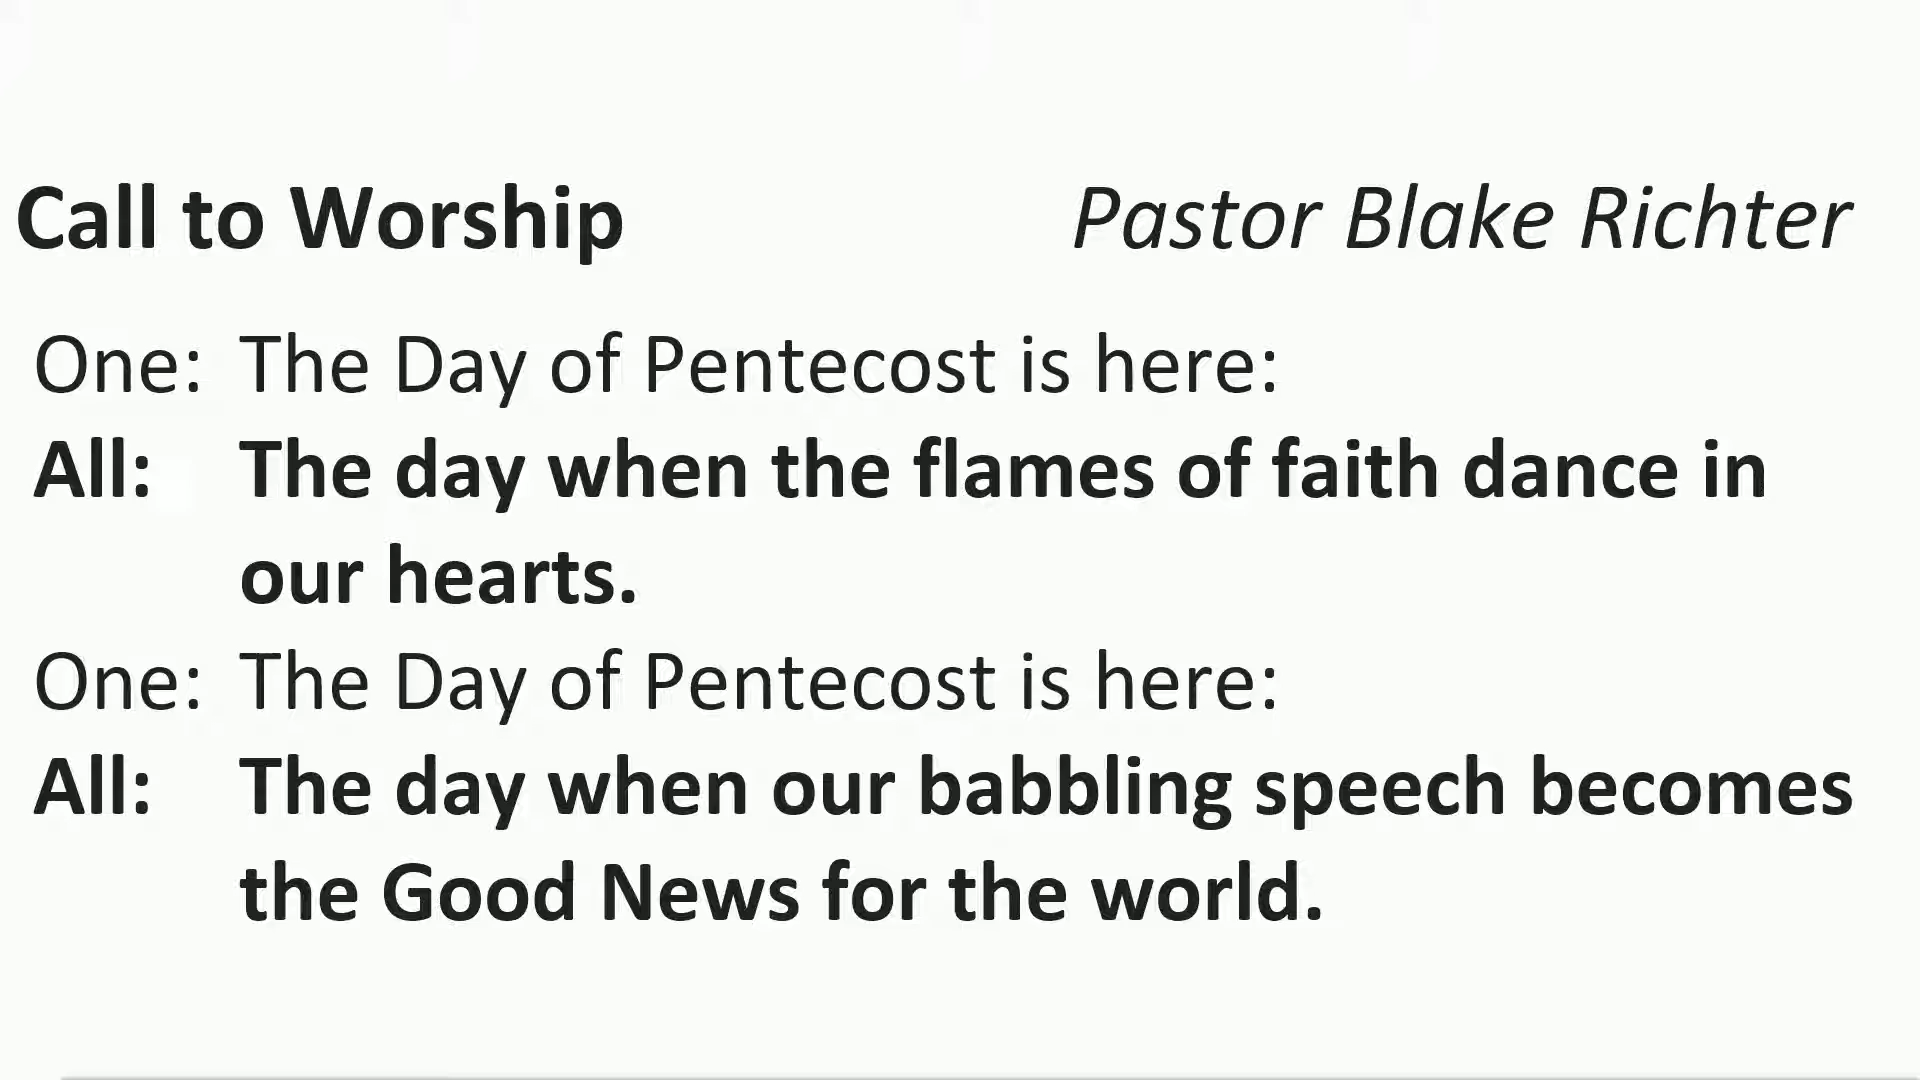 Call to Worship Pastor Blake Richter
One: The Day of Pentecost is here:
All: The day when the flames of faith dance in
our hearts.
One: The Day of Pentecost is here:
All: The day when our babbling speech becomes
the Good News for the world.